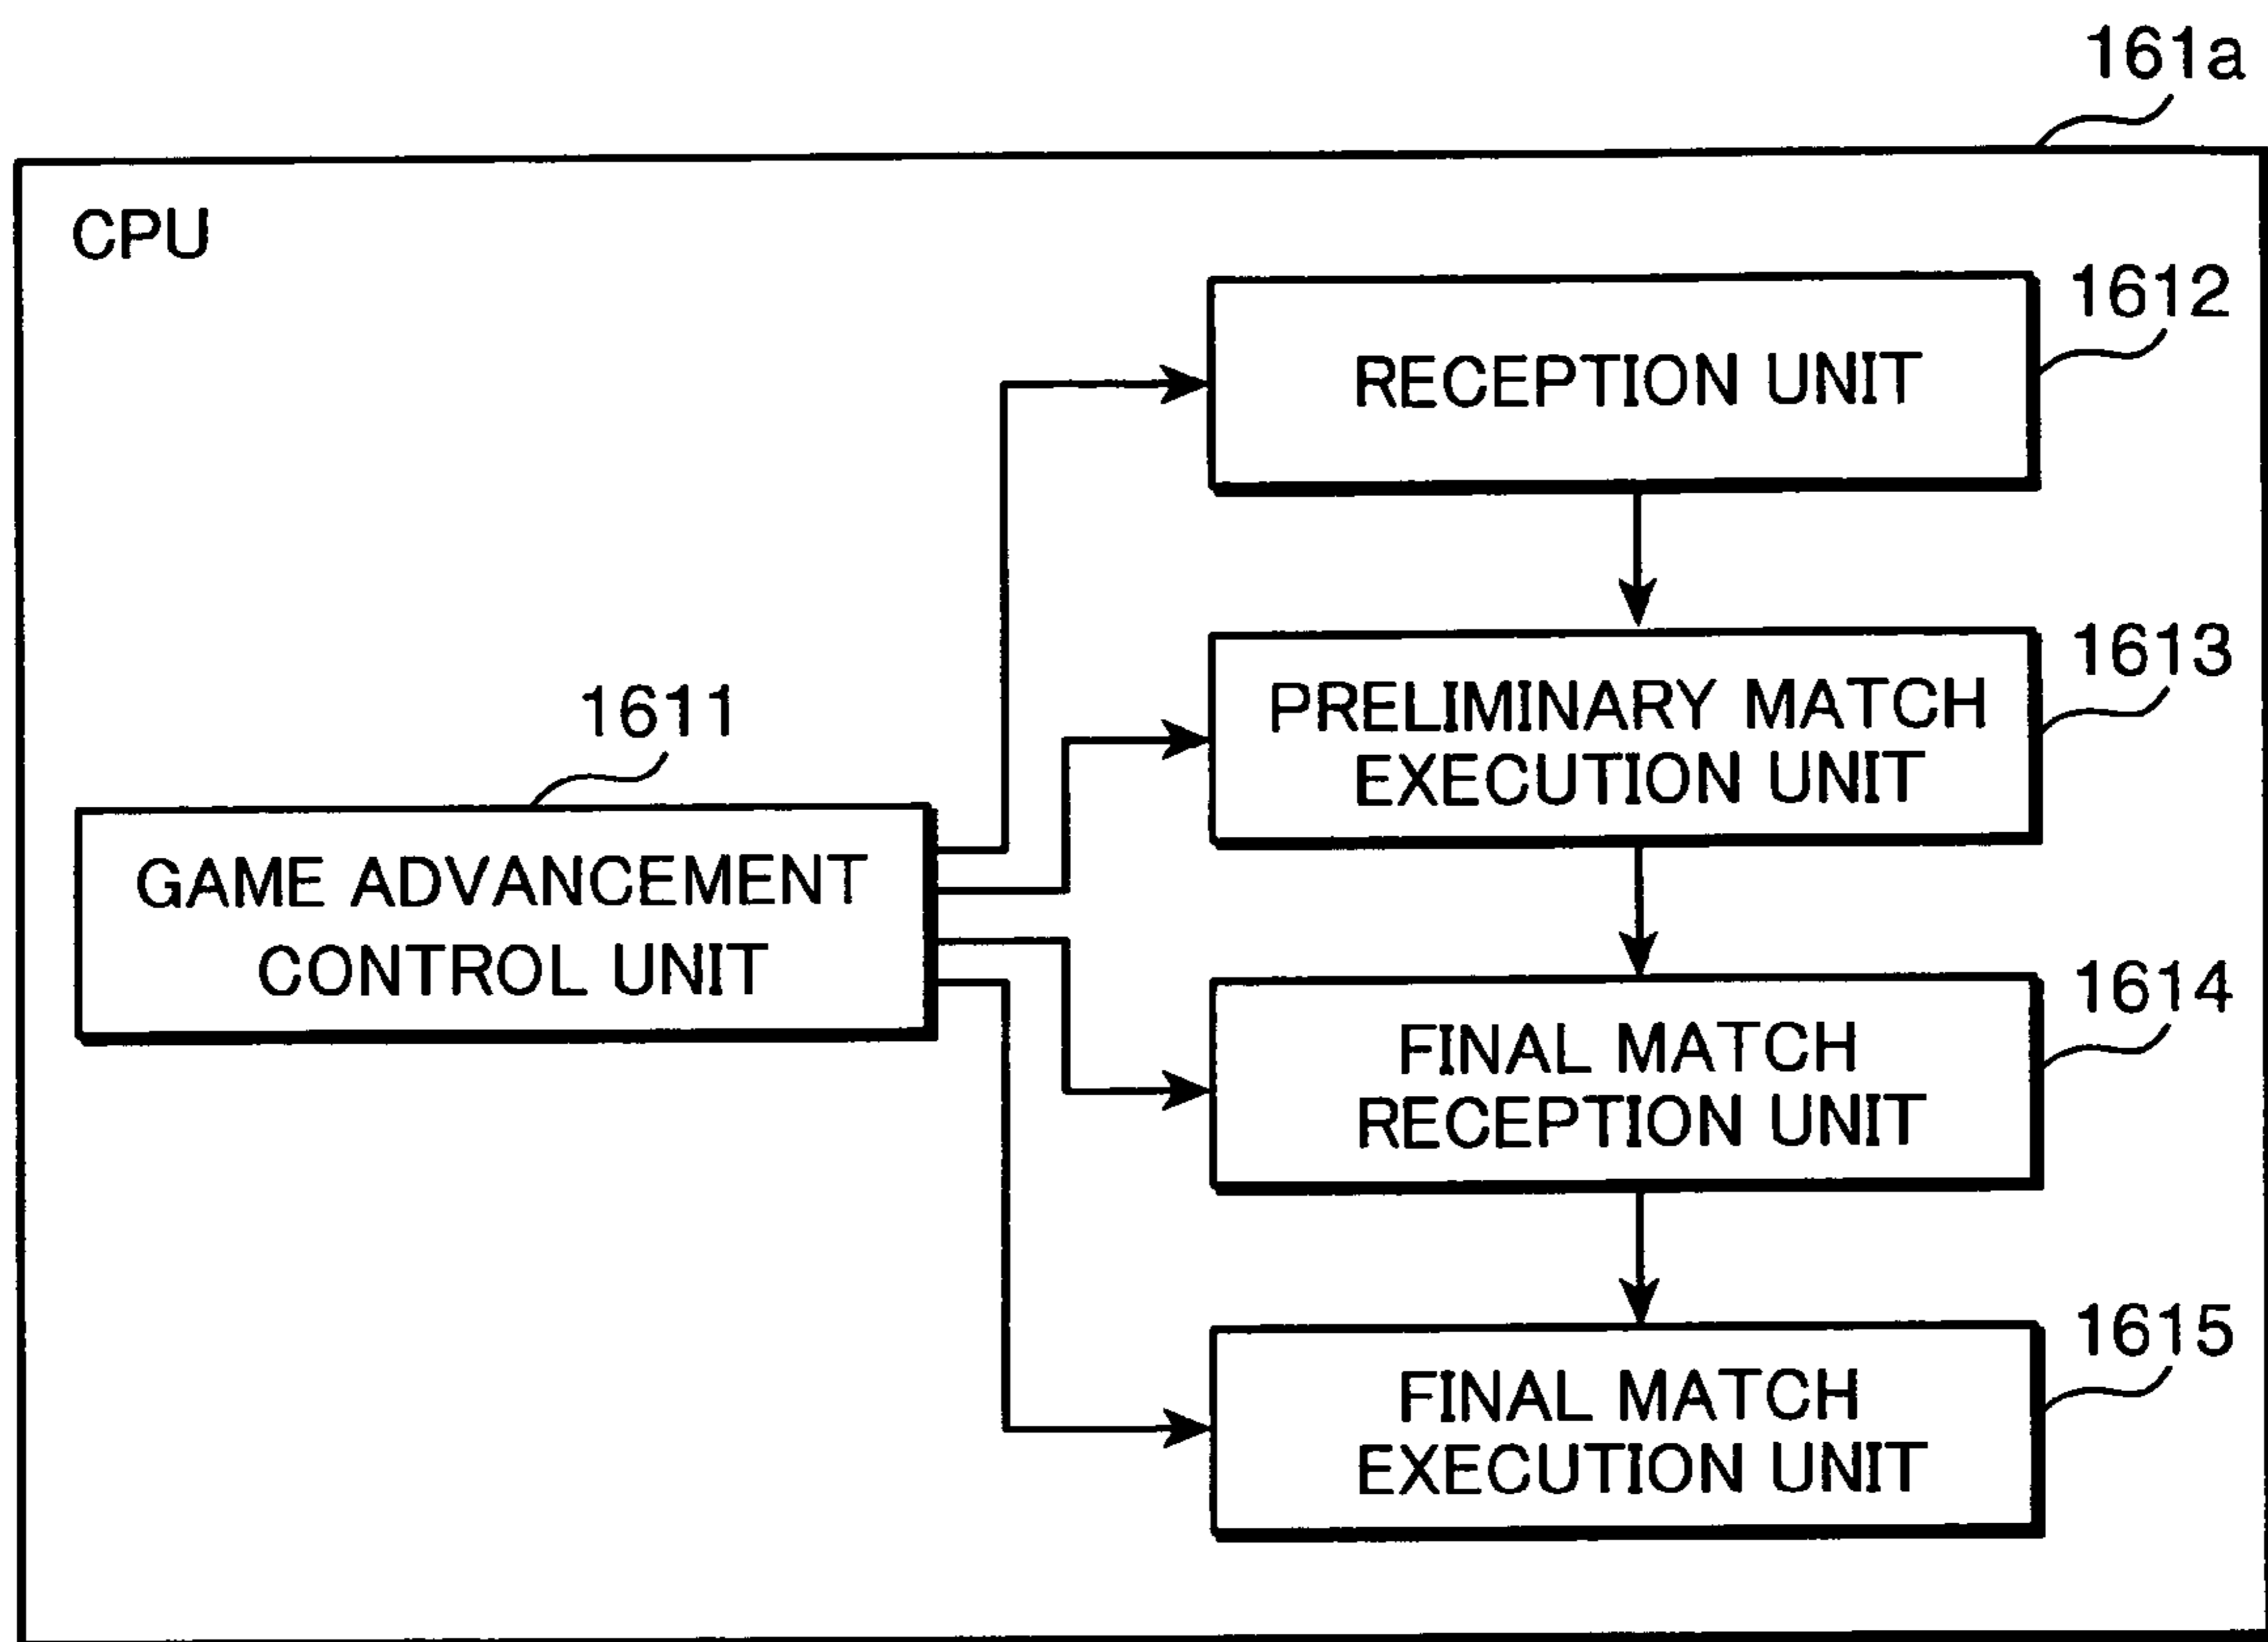 161a
CPU
1612
RECEPTION UNIT
1613
PRELIMINARY MATCH
EXECUTION UNIT
1611
GAME ADVANCEMENT
CONTROL UNIT
1614
FINAL MATCH
RECEPTION UNIT
1615
FINAL MATCH
EXECUTION UNIT